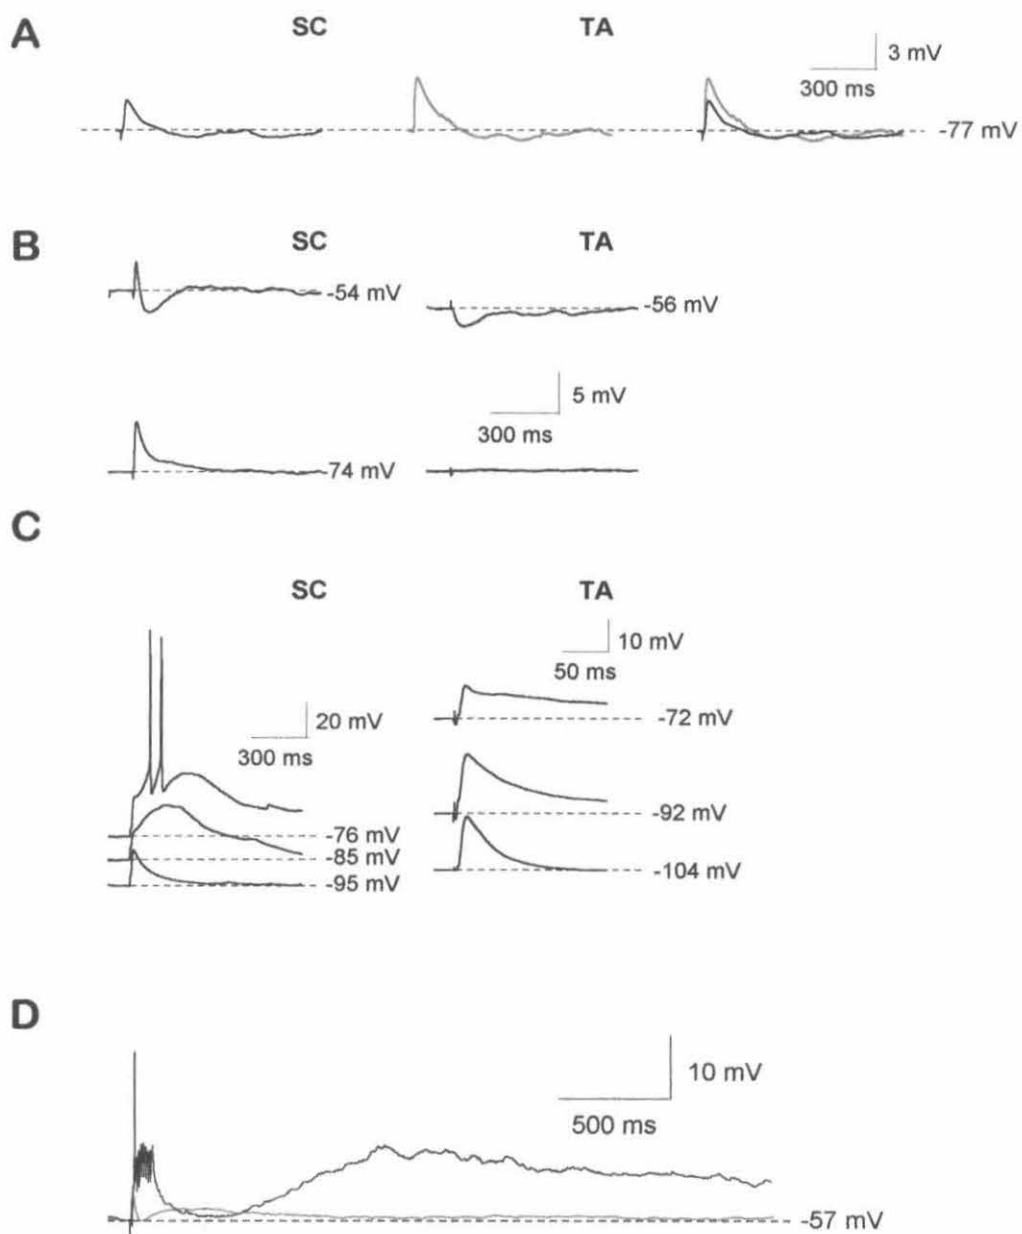 A
SC
TA
3 mV
300 ms
-77 mV
B
SC
TA
-54 mV
-56 mV
5 mV
300 ms
-74 mV
C
SC
TA
10 mV
50 ms
20 mV
300 ms
-72 mV
-76 mV
-85 mV
-95 mV
-92 mV
-104 mV
D
10 mV
500 ms
-57 mV